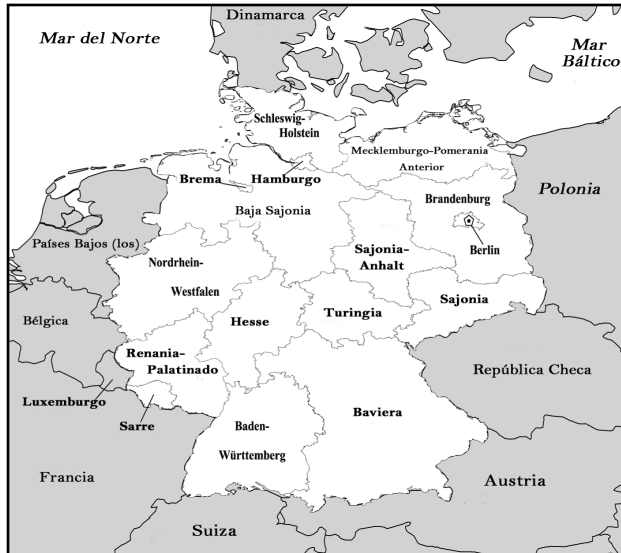 Dinamarca
Mar del Norte
Mar
Báltico
Schleswig-
Holstein
Mecklemburgo-Pomerania
Anterior
Brema
Hamburgo
Polonia
Brandenburg
Baja Sajonia
Países Bajos (los)
Sajonia-
Anhalt
Berlin
Nordrhein-
Westfalen
Sajonia
Bélgica
Hesse
Turingia
Renania-
Palatinado
República Checa
Luxemburgo
Sarre
Baviera
Baden-
Württemberg
Francia
Austria
Suiza